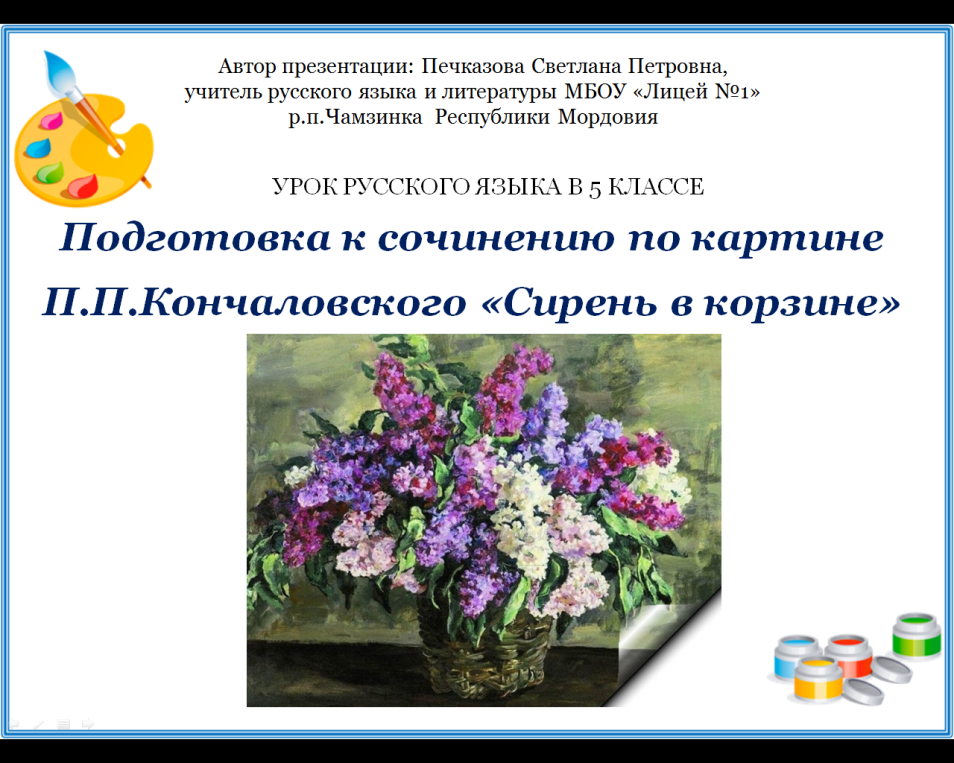 Автор презентации: Печказова Светлана Петровна,
учитель русского языка и литературы МБОУ «Лицей №1»
р.п.Чамзинка Республики Мордовия
УРОК РУССКОГО ЯЗЫКА В 5 КЛАССЕ
Подготовка к сочинению по картине
П.П.Кончаловского «Сирень в корзине»